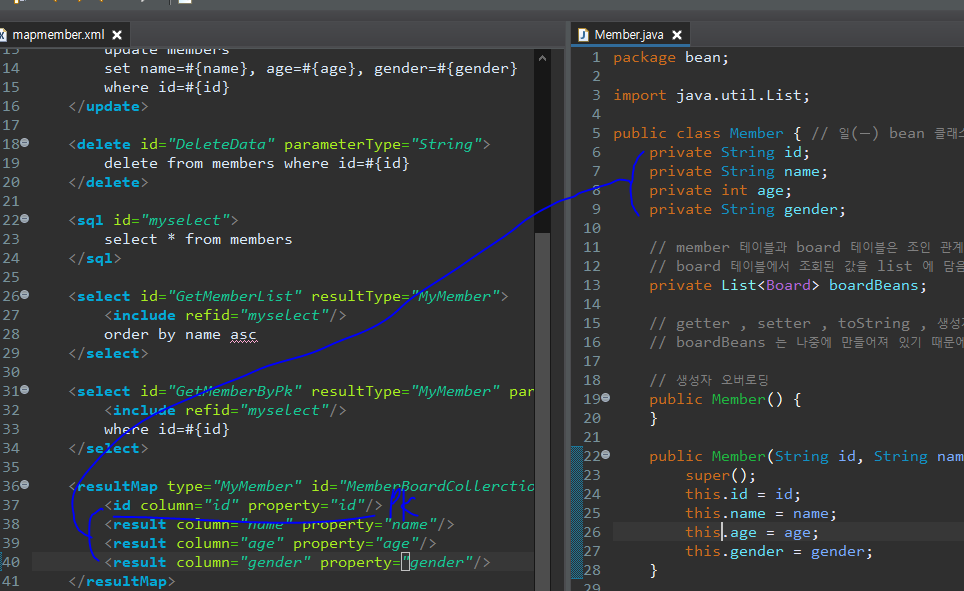 mapmember.xml
15 update members
14 set name=#{name}, age=#{age}, gender=#{gender}
15 where id=#{id}
16 </update>
17
18 <delete id="DeleteData" parameterType="String">
19 delete from members where id=#{id}
20 </delete>
21
22 <sql id="myselect">
23 select * from members
24 </sql>
25
26 <select id="GetMemberList" resultType="MyMember">
27 <include refid="myselect"/>
28 order by name asc
29 </select>
30
31 <select id="GetMemberByPk" resultType="MyMember" par
32 <include refid="myselect"/>
33 where id=#{id}
34 </select>
35
36 <resultMap type="MyMember" id="MemberBoardCollerctio
37 <id column="id" property="id"/> PK
38 <result column="name" property="name"/>
39 <result column="age" property="age"/>
40 <result column="gender" property="gender"/>
41 </resultMap>
Member.java
1 package bean;
2
3 import java.util.List;
4
5 public class Member { // 일(一) bean 클래스
6 private String id;
7 private String name;
8 private int age;
9 private String gender;
10
11 // member 테이블과 board 테이블은 조인 관계
12 // board 테이블에서 조회된 값을 list 에 담음
13 private List<Board> boardBeans;
14
15 // getter , setter , toString , 생성자
16 // boardBeans 는 나중에 만들어져 있기 때문에
17
18 // 생성자 오버로딩
19 public Member() {
20 }
21
22 public Member(String id, String nam
23 super();
24 this.id = id;
25 this.name = name;
26 this.age = age;
27 this.gender = gender;
28 }
29